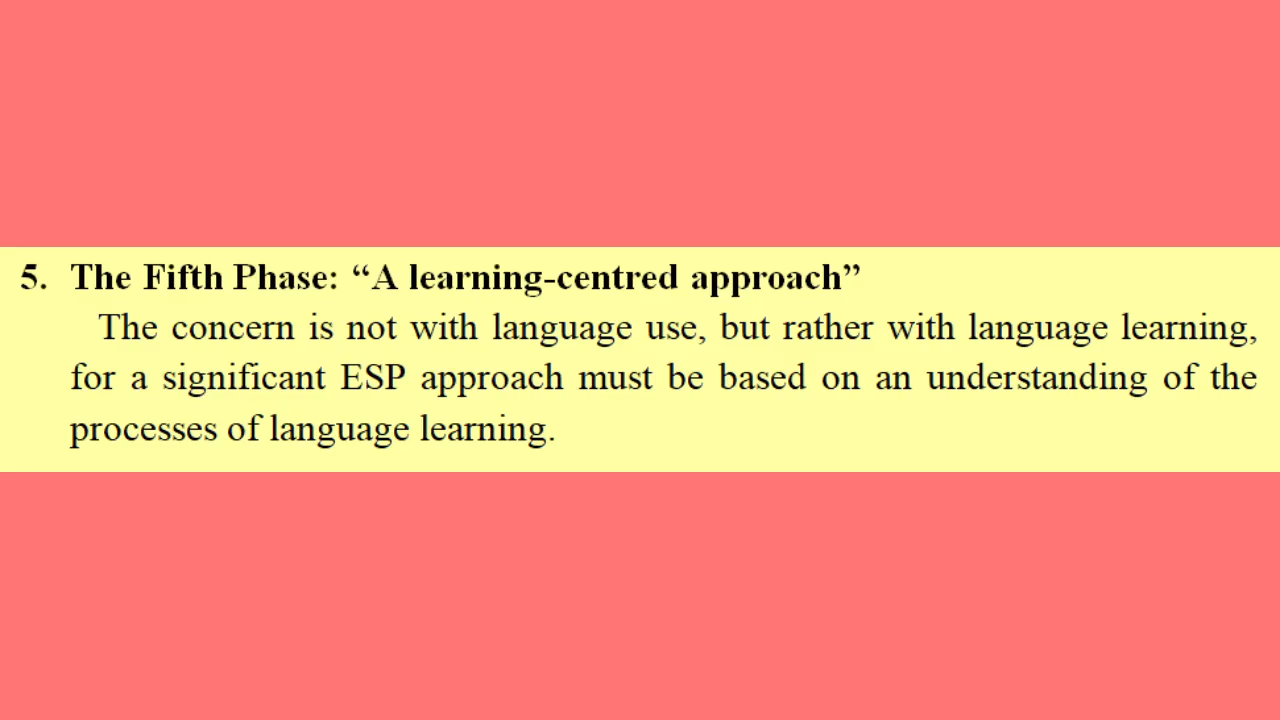 5. The Fifth Phase: “A learning-centred approach”
The concern is not with language use, but rather with language learning,
for a significant ESP approach must be based on an understanding of the
processes of language learning.